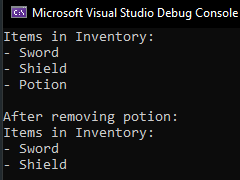 Microsoft Visual Studio Debug Console
Items in Inventory:
- Sword
- Shield
- Potion

After removing potion:
Items in Inventory:
- Sword
- Shield